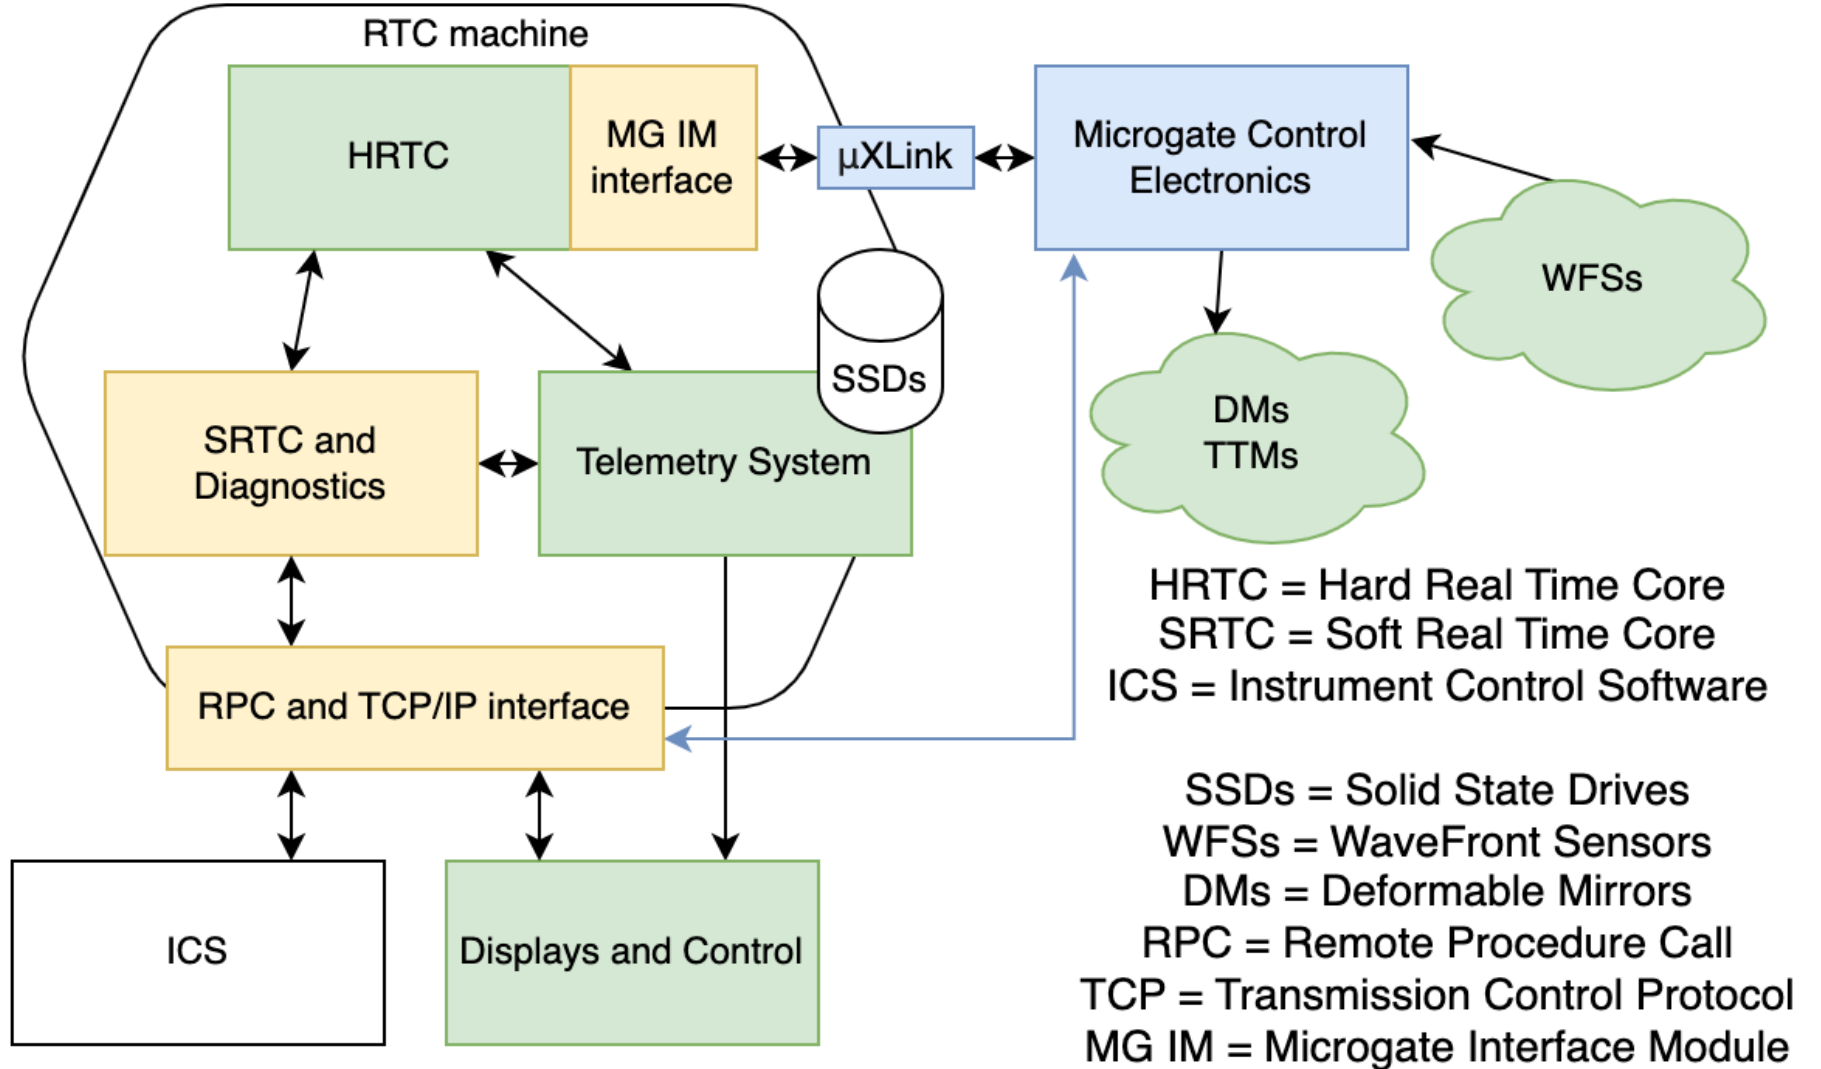 RTC machine
HRTC
MG IM
interface
µXLink
Microgate Control
Electronics
WFSs
SSDs
DMs
TTMs
SRTC and
Diagnostics
Telemetry System
RPC and TCP/IP interface
ICS
Displays and Control
HRTC = Hard Real Time Core
SRTC = Soft Real Time Core
ICS = Instrument Control Software
SSDs = Solid State Drives
WFSs = WaveFront Sensors
DMs = Deformable Mirrors
RPC = Remote Procedure Call
TCP = Transmission Control Protocol
MG IM = Microgate Interface Module